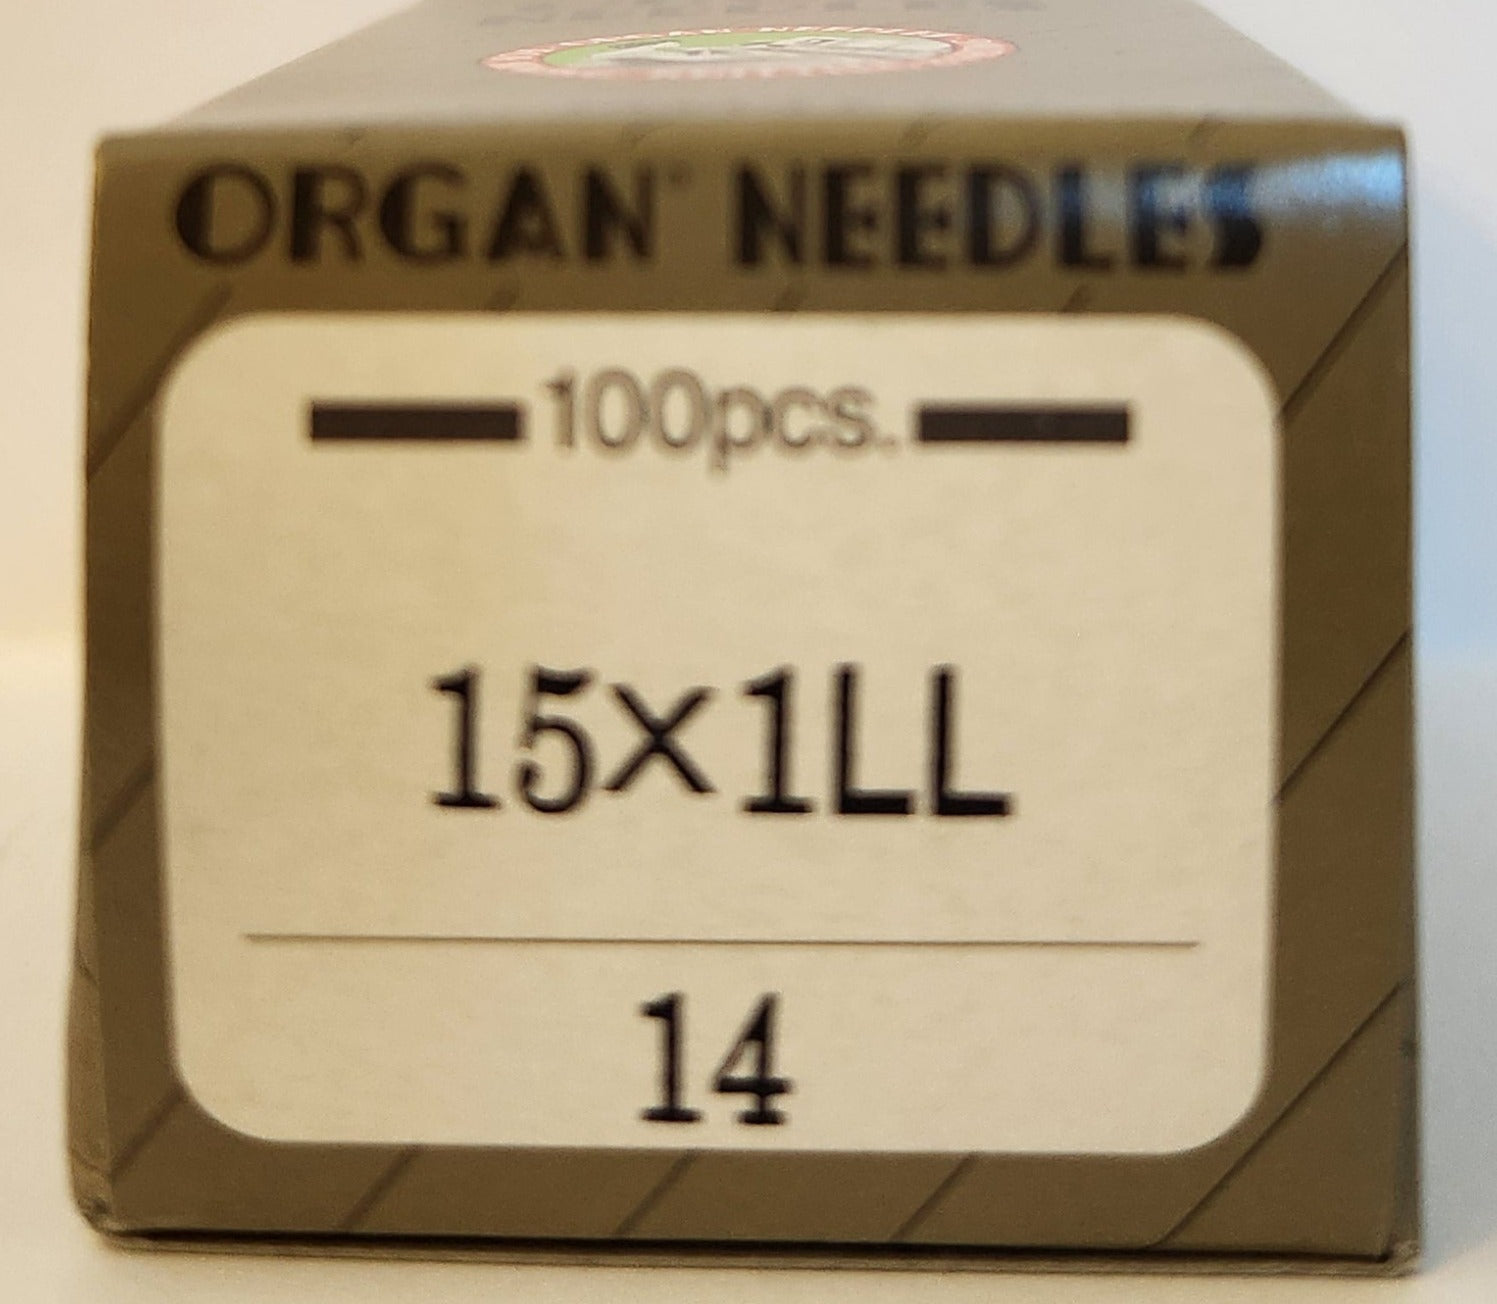 ORGAN NEEDLES
100pcs.
15×1LL
14